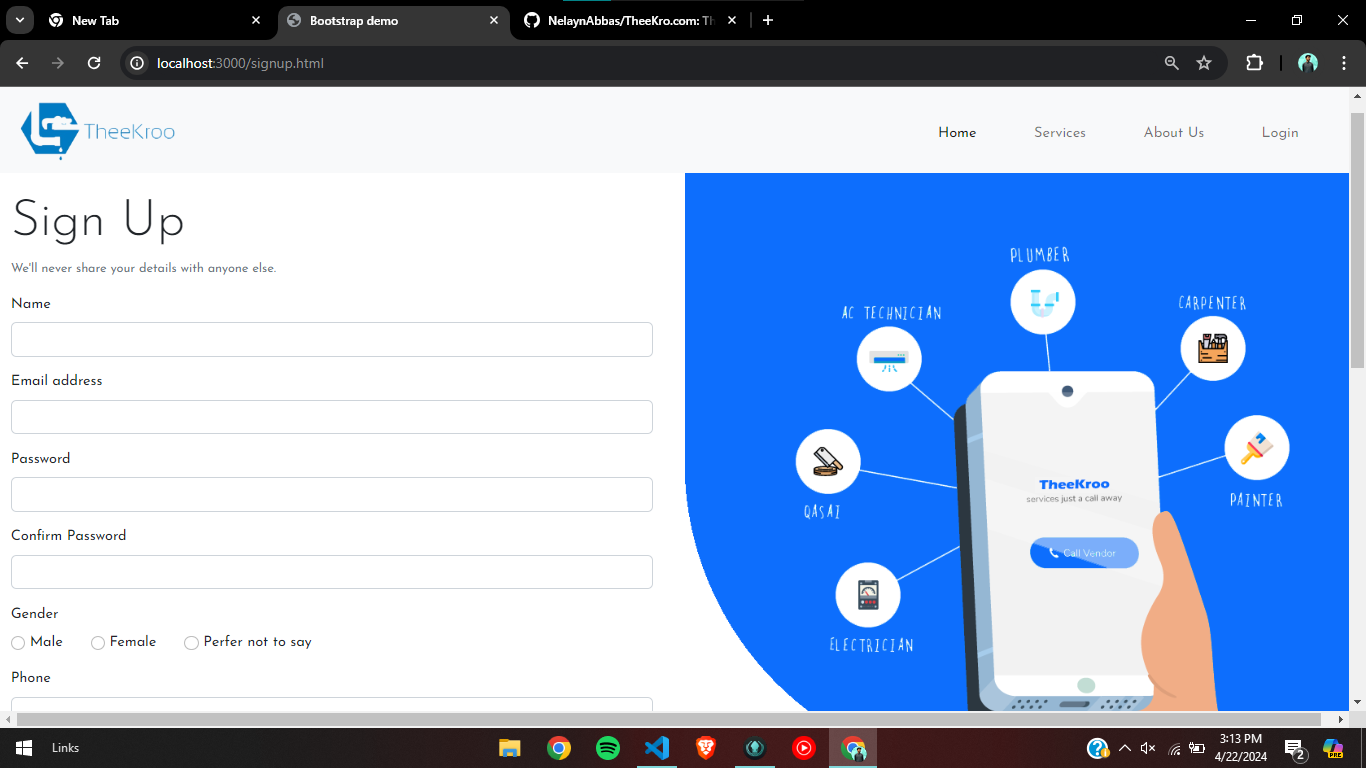 New Tab
Bootstrap demo
NelaynAbbas/TheeKro.com: Th
localhost:3000/signup.html
TheeKroo
Home Services About Us Login
Sign Up
We'll never share your details with anyone else.
Name
Email address
Password
Confirm Password
Gender
Male Female Perfer not to say
Phone
PLUMBER
AC TECHNICIAN
CARPENTER
QASAI
PAINTER
ELECTRICIAN
TheeKroo
services just a call away
Call Vendor
Links
3:13 PM
4/22/2024
2
PRE